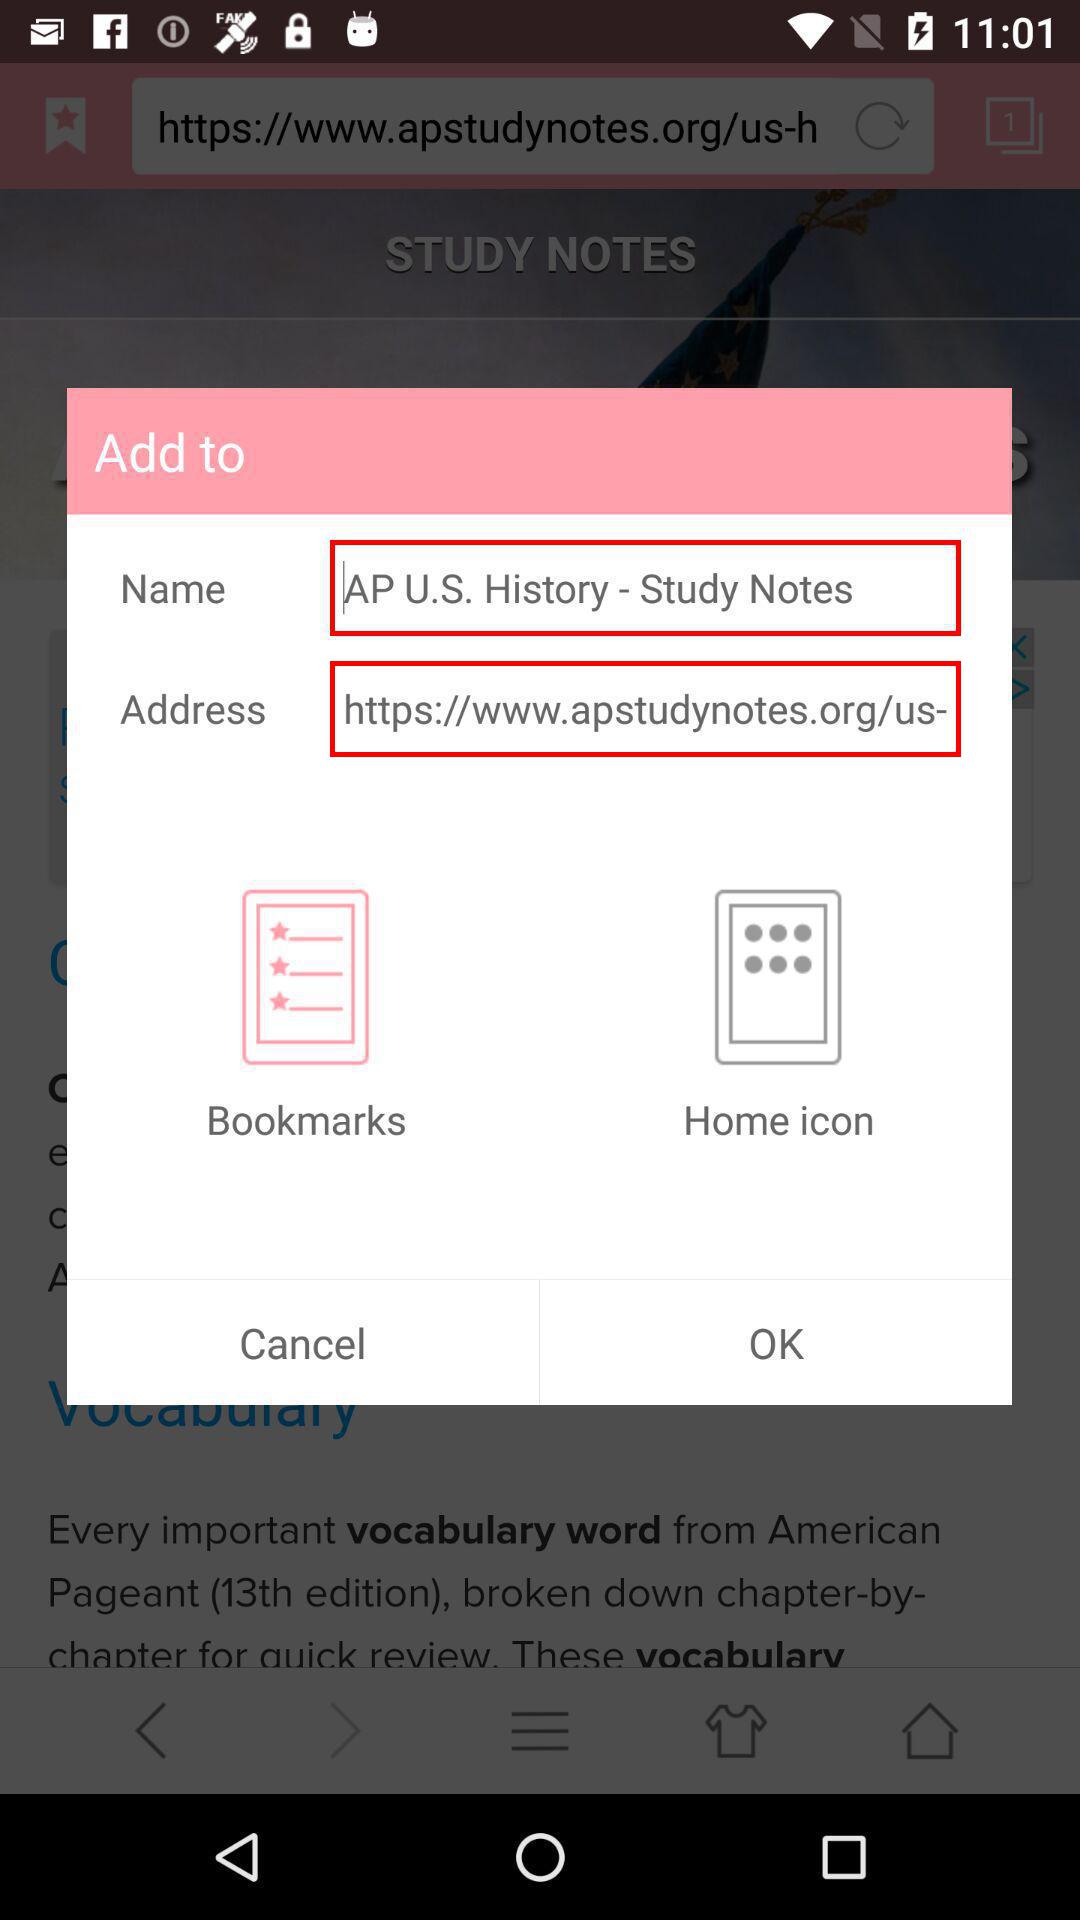 FAKE
11:01
https://www.apstudynotes.org/us-h
1
STUDY NOTES
Add to
Name
AP U.S. History - Study Notes
Address
https://www.apstudynotes.org/us-
Bookmarks
Home icon
Cancel
OK
Vocabulary
Every important vocabulary word from American
Pageant (13th edition), broken down chapter-by-
chapter for quick review. These vocabulary